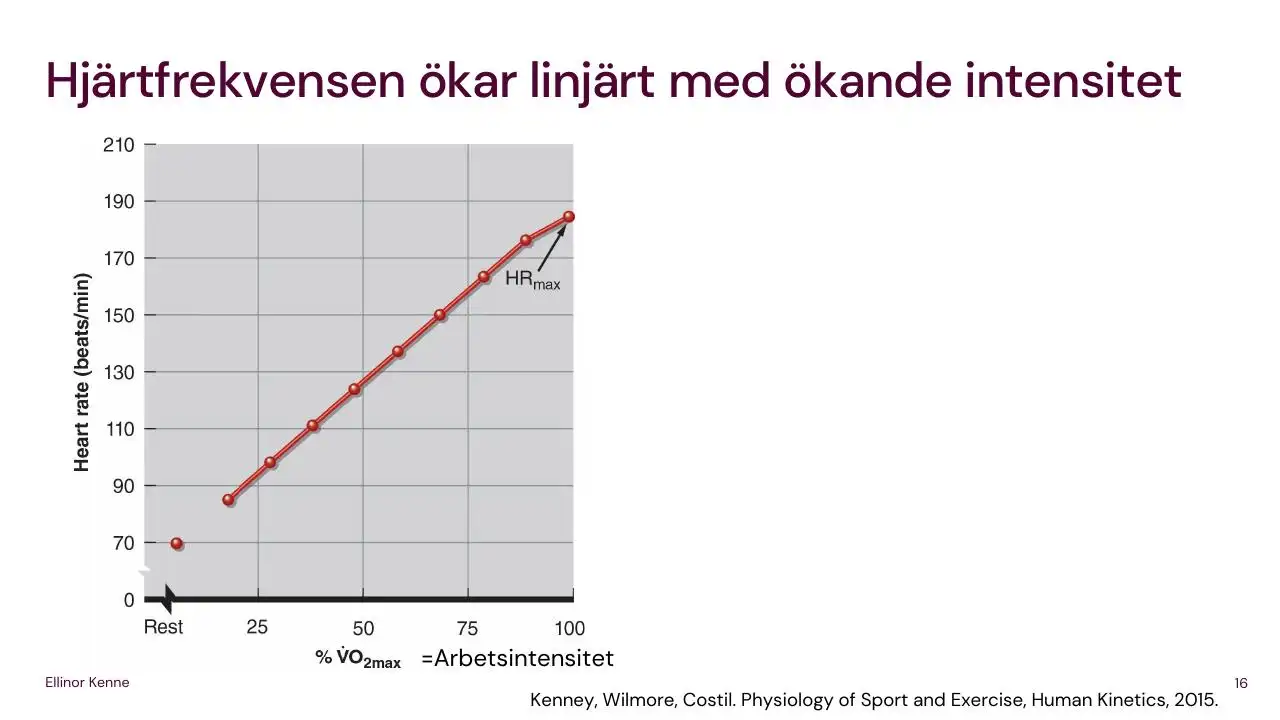 Hjärtfrekvensen ökar linjärt med ökande intensitet
210
190
170
150
130
110
90
70
0
Heart rate (beats/min)
HRmax
Rest 25 50 75 100
% V̇O2max =Arbetsintensitet
Ellinor Kenne
Kenney, Wilmore, Costil. Physiology of Sport and Exercise, Human Kinetics, 2015.
16